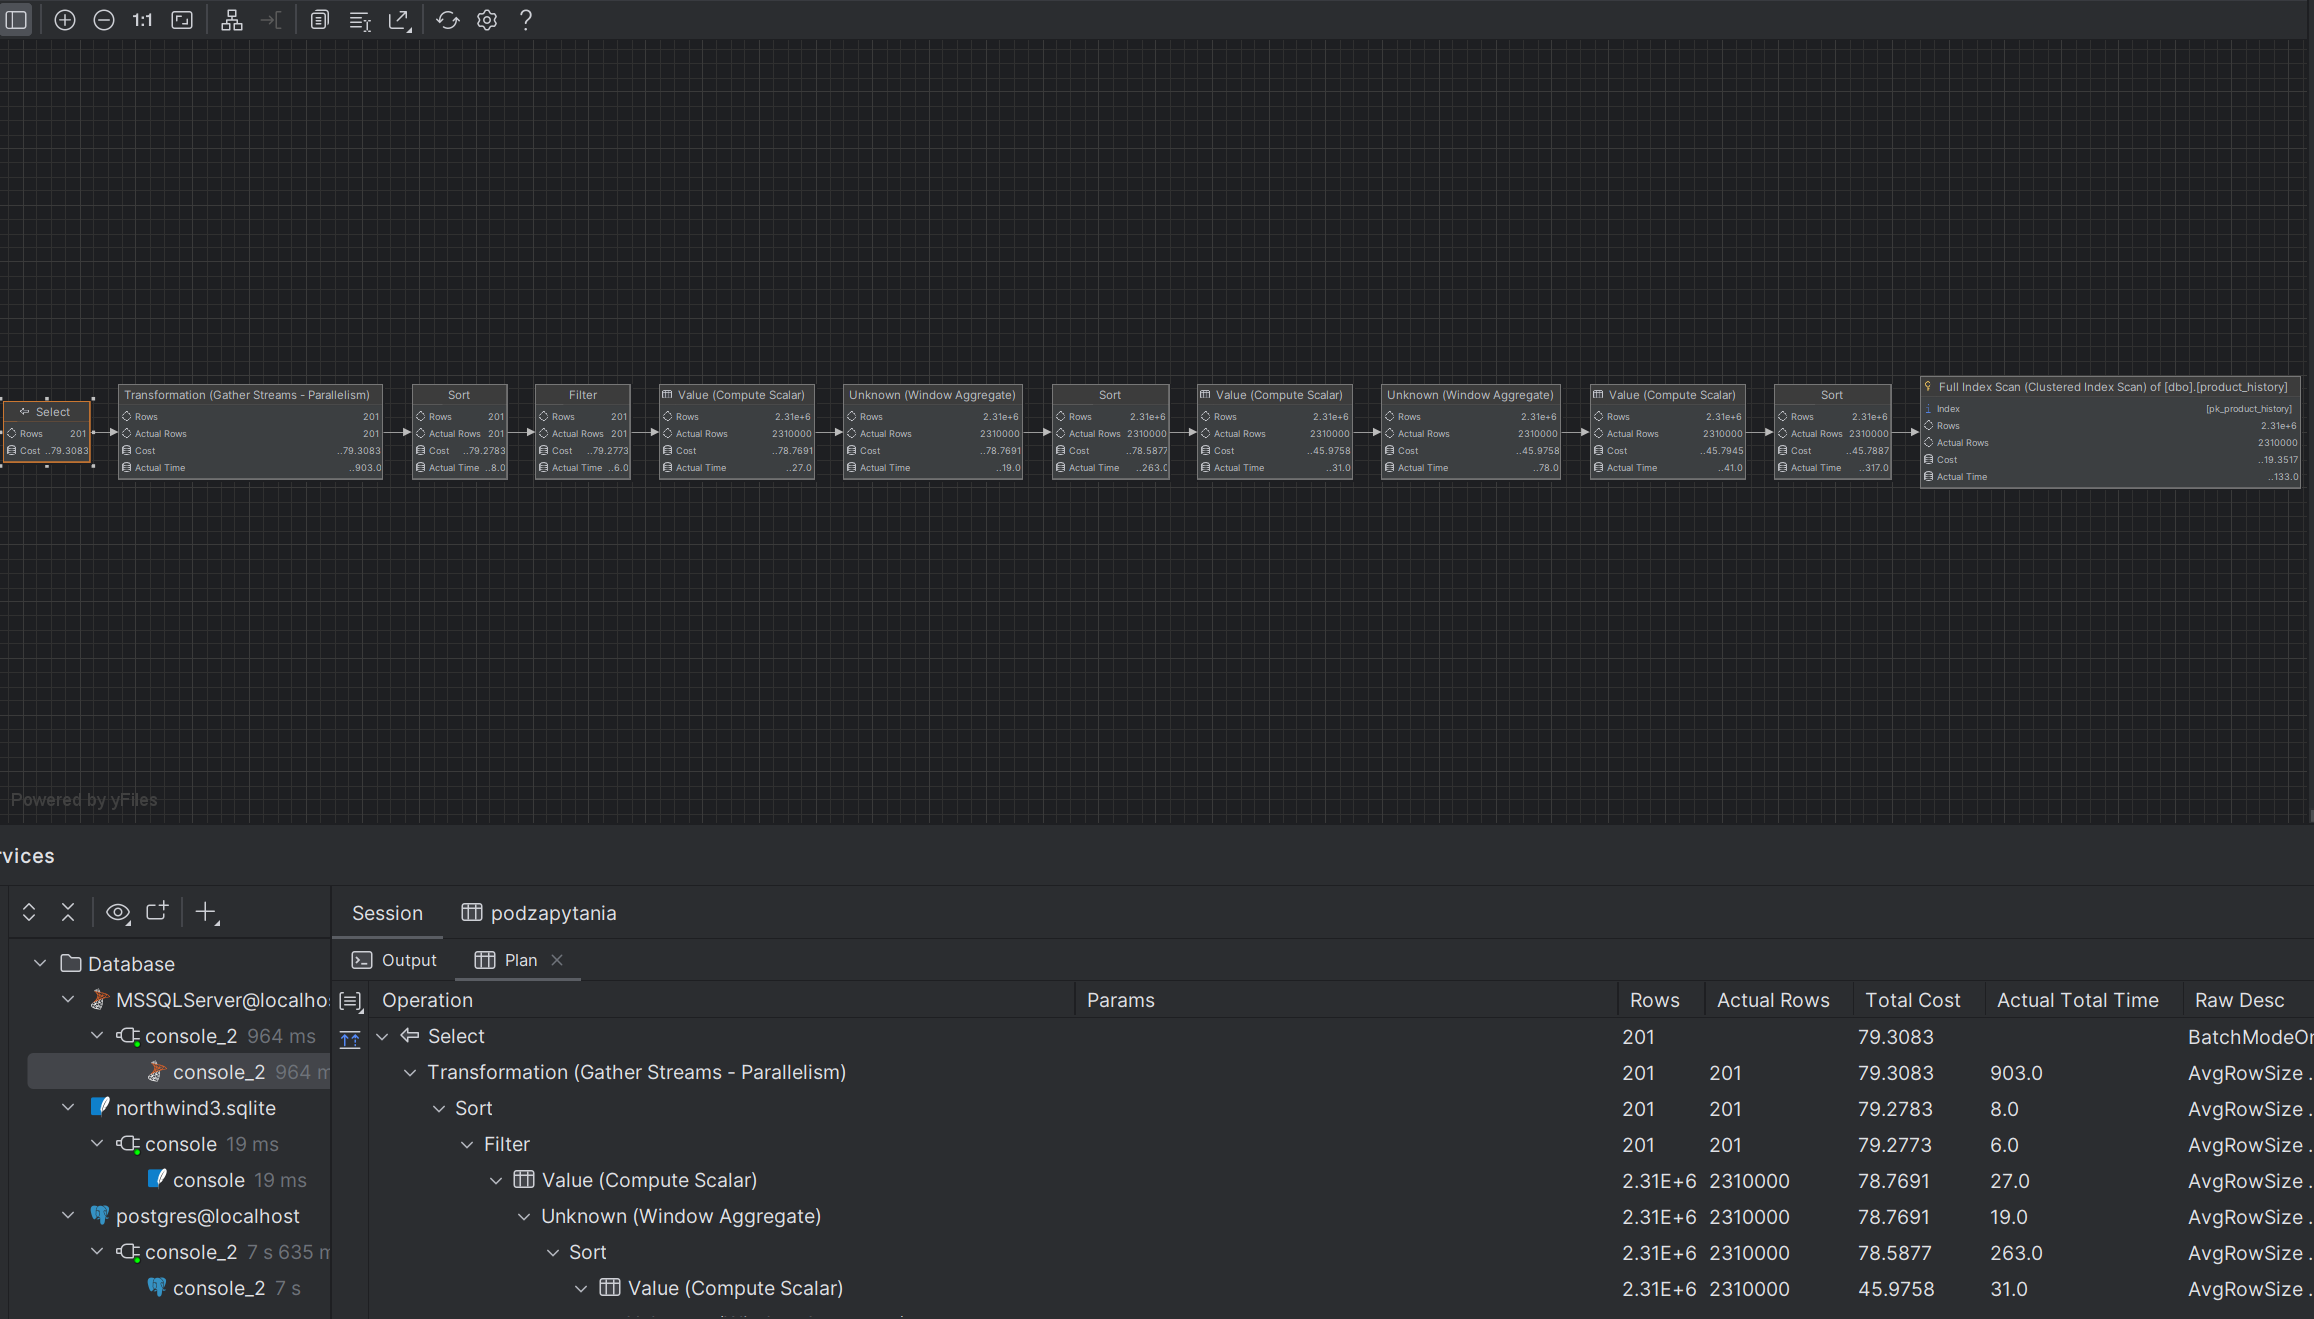 1:1
Select
Rows 201
Cost ..79.3083
Transformation (Gather Streams - Parallelism)
Rows 201
Actual Rows 201
Cost ..79.3083
Actual Time ..903.0
Sort
Rows 201
Actual Rows 201
Cost ..79.2783
Actual Time ..8.0
Filter
Rows 201
Actual Rows 201
Cost ..79.2773
Actual Time ..6.0
Value (Compute Scalar)
Rows 2.31e+6
Actual Rows 2310000
Cost ..78.7691
Actual Time ..27.0
Unknown (Window Aggregate)
Rows 2.31e+6
Actual Rows 2310000
Cost ..78.7691
Actual Time ..19.0
Sort
Rows 2.31e+6
Actual Rows 2310000
Cost ..78.5877
Actual Time ..263.0
Value (Compute Scalar)
Rows 2.31e+6
Actual Rows 2310000
Cost ..45.9758
Actual Time ..31.0
Unknown (Window Aggregate)
Rows 2.31e+6
Actual Rows 2310000
Cost ..45.9758
Actual Time ..78.0
Value (Compute Scalar)
Rows 2.31e+6
Actual Rows 2310000
Cost ..45.7945
Actual Time ..41.0
Sort
Rows 2.31e+6
Actual Rows 2310000
Cost ..45.7887
Actual Time ..317.0
Full Index Scan (Clustered Index Scan) of [dbo].[product_history]
Index [pk_product_history]
Rows 2.31e+6
Actual Rows 2310000
Cost ..19.3517
Actual Time ..133.0
Powered by yFiles
rvices
Session podzapytania
Output Plan
Database
MSSQLServer@localhos
console_2 964 ms
console_2 964 m
northwind3.sqlite
console 19 ms
console 19 ms
postgres@localhost
console_2 7 s 635 m
console_2 7 s
Operation Params Rows Actual Rows Total Cost Actual Total Time Raw Desc
Select 201 79.3083 BatchModeOn
Transformation (Gather Streams - Parallelism) 201 201 79.3083 903.0 AvgRowSize .
Sort 201 201 79.2783 8.0 AvgRowSize .
Filter 201 201 79.2773 6.0 AvgRowSize .
Value (Compute Scalar) 2.31E+6 2310000 78.7691 27.0 AvgRowSize .
Unknown (Window Aggregate) 2.31E+6 2310000 78.7691 19.0 AvgRowSize .
Sort 2.31E+6 2310000 78.5877 263.0 AvgRowSize .
Value (Compute Scalar) 2.31E+6 2310000 45.9758 31.0 AvgRowSize .